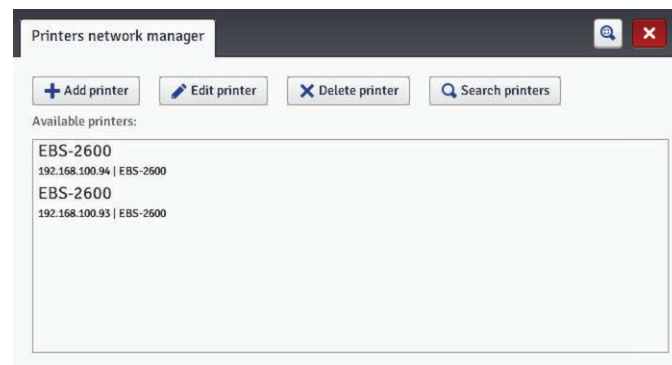 Printers network manager
Add printer Edit printer Delete printer Search printers
Available printers:
EBS-2600
192.168.100.94 | EBS-2600
EBS-2600
192.168.100.93 | EBS-2600